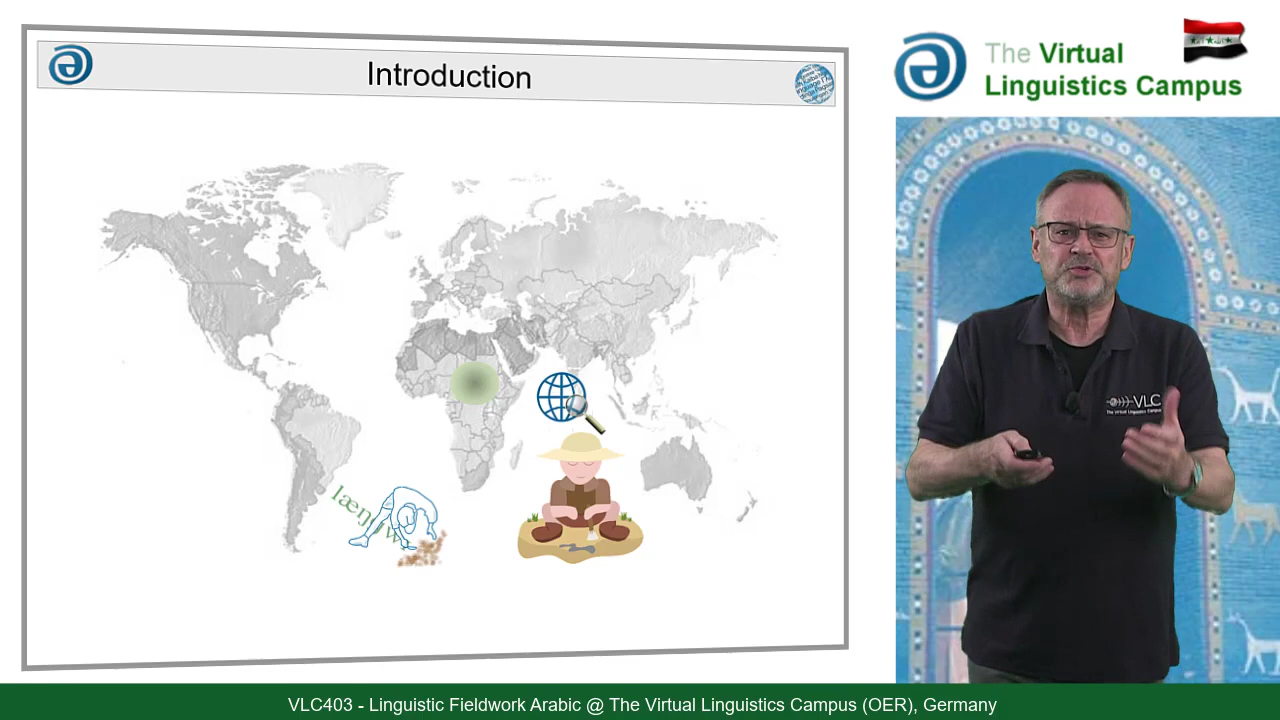 Introduction
The Virtual
Linguistics Campus
VLC
The Virtual Linguistics Campus
læŋ
VLC403 - Linguistic Fieldwork Arabic @ The Virtual Linguistics Campus (OER), Germany